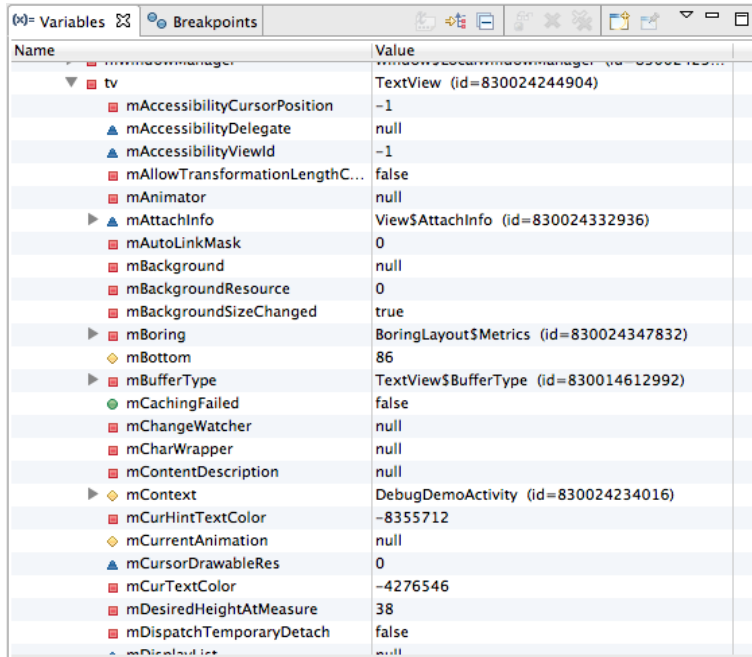 (x)= Variables Breakpoints
Name Value
mWindowManager
tv TextView (id=830024244904)
mAccessibilityCursorPosition -1
mAccessibilityDelegate null
mAccessibilityViewId -1
mAllowTransformationLengthC... false
mAnimator null
mAttachInfo View$AttachInfo (id=830024332936)
mAutoLinkMask 0
mBackground null
mBackgroundResource 0
mBackgroundSizeChanged true
mBoring BoringLayout$Metrics (id=830024347832)
mBottom 86
mBufferType TextView$BufferType (id=830014612992)
mCachingFailed false
mChangeWatcher null
mCharWrapper null
mContentDescription null
mContext DebugDemoActivity (id=830024234016)
mCurHintTextColor -8355712
mCurrentAnimation null
mCursorDrawableRes 0
mCurTextColor -4276546
mDesiredHeightAtMeasure 38
mDispatchTemporaryDetach false
mDisplayList null